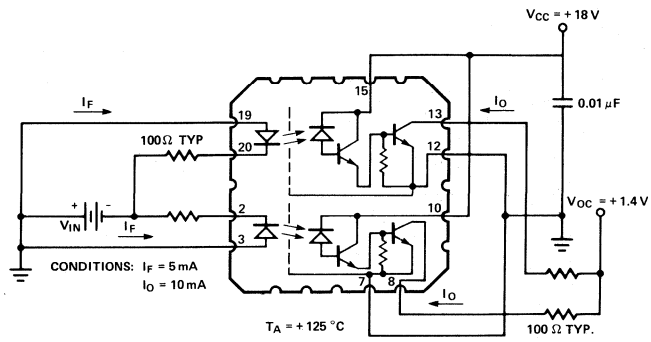 V_CC = +18 V
15
I_F
19
13
I_O
0.01 µF
100Ω TYP
20
12
V_OC = +1.4 V
+ -
V_IN
I_F
2
10
3
CONDITIONS: I_F = 5 mA
I_O = 10 mA
7
8
I_O
T_A = +125 °C
100 Ω TYP.